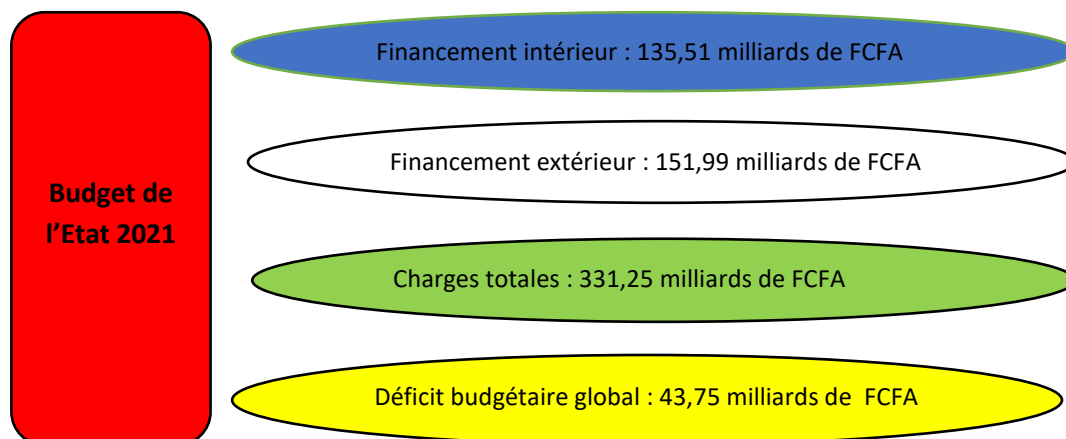 Budget de
l'Etat 2021
Financement intérieur : 135,51 milliards de FCFA
Financement extérieur : 151,99 milliards de FCFA
Charges totales : 331,25 milliards de FCFA
Déficit budgétaire global : 43,75 milliards de  FCFA